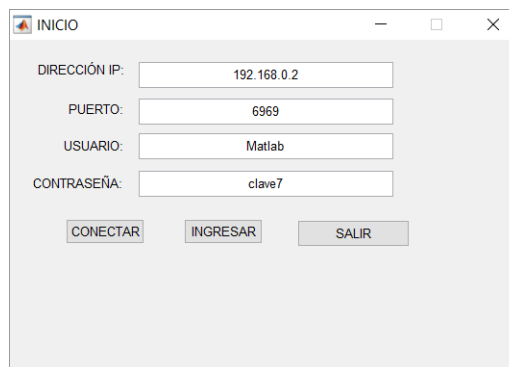 INICIO
DIRECCIÓN IP: 192.168.0.2
PUERTO: 6969
USUARIO: Matlab
CONTRASEÑA: clave7
CONECTAR INGRESAR SALIR